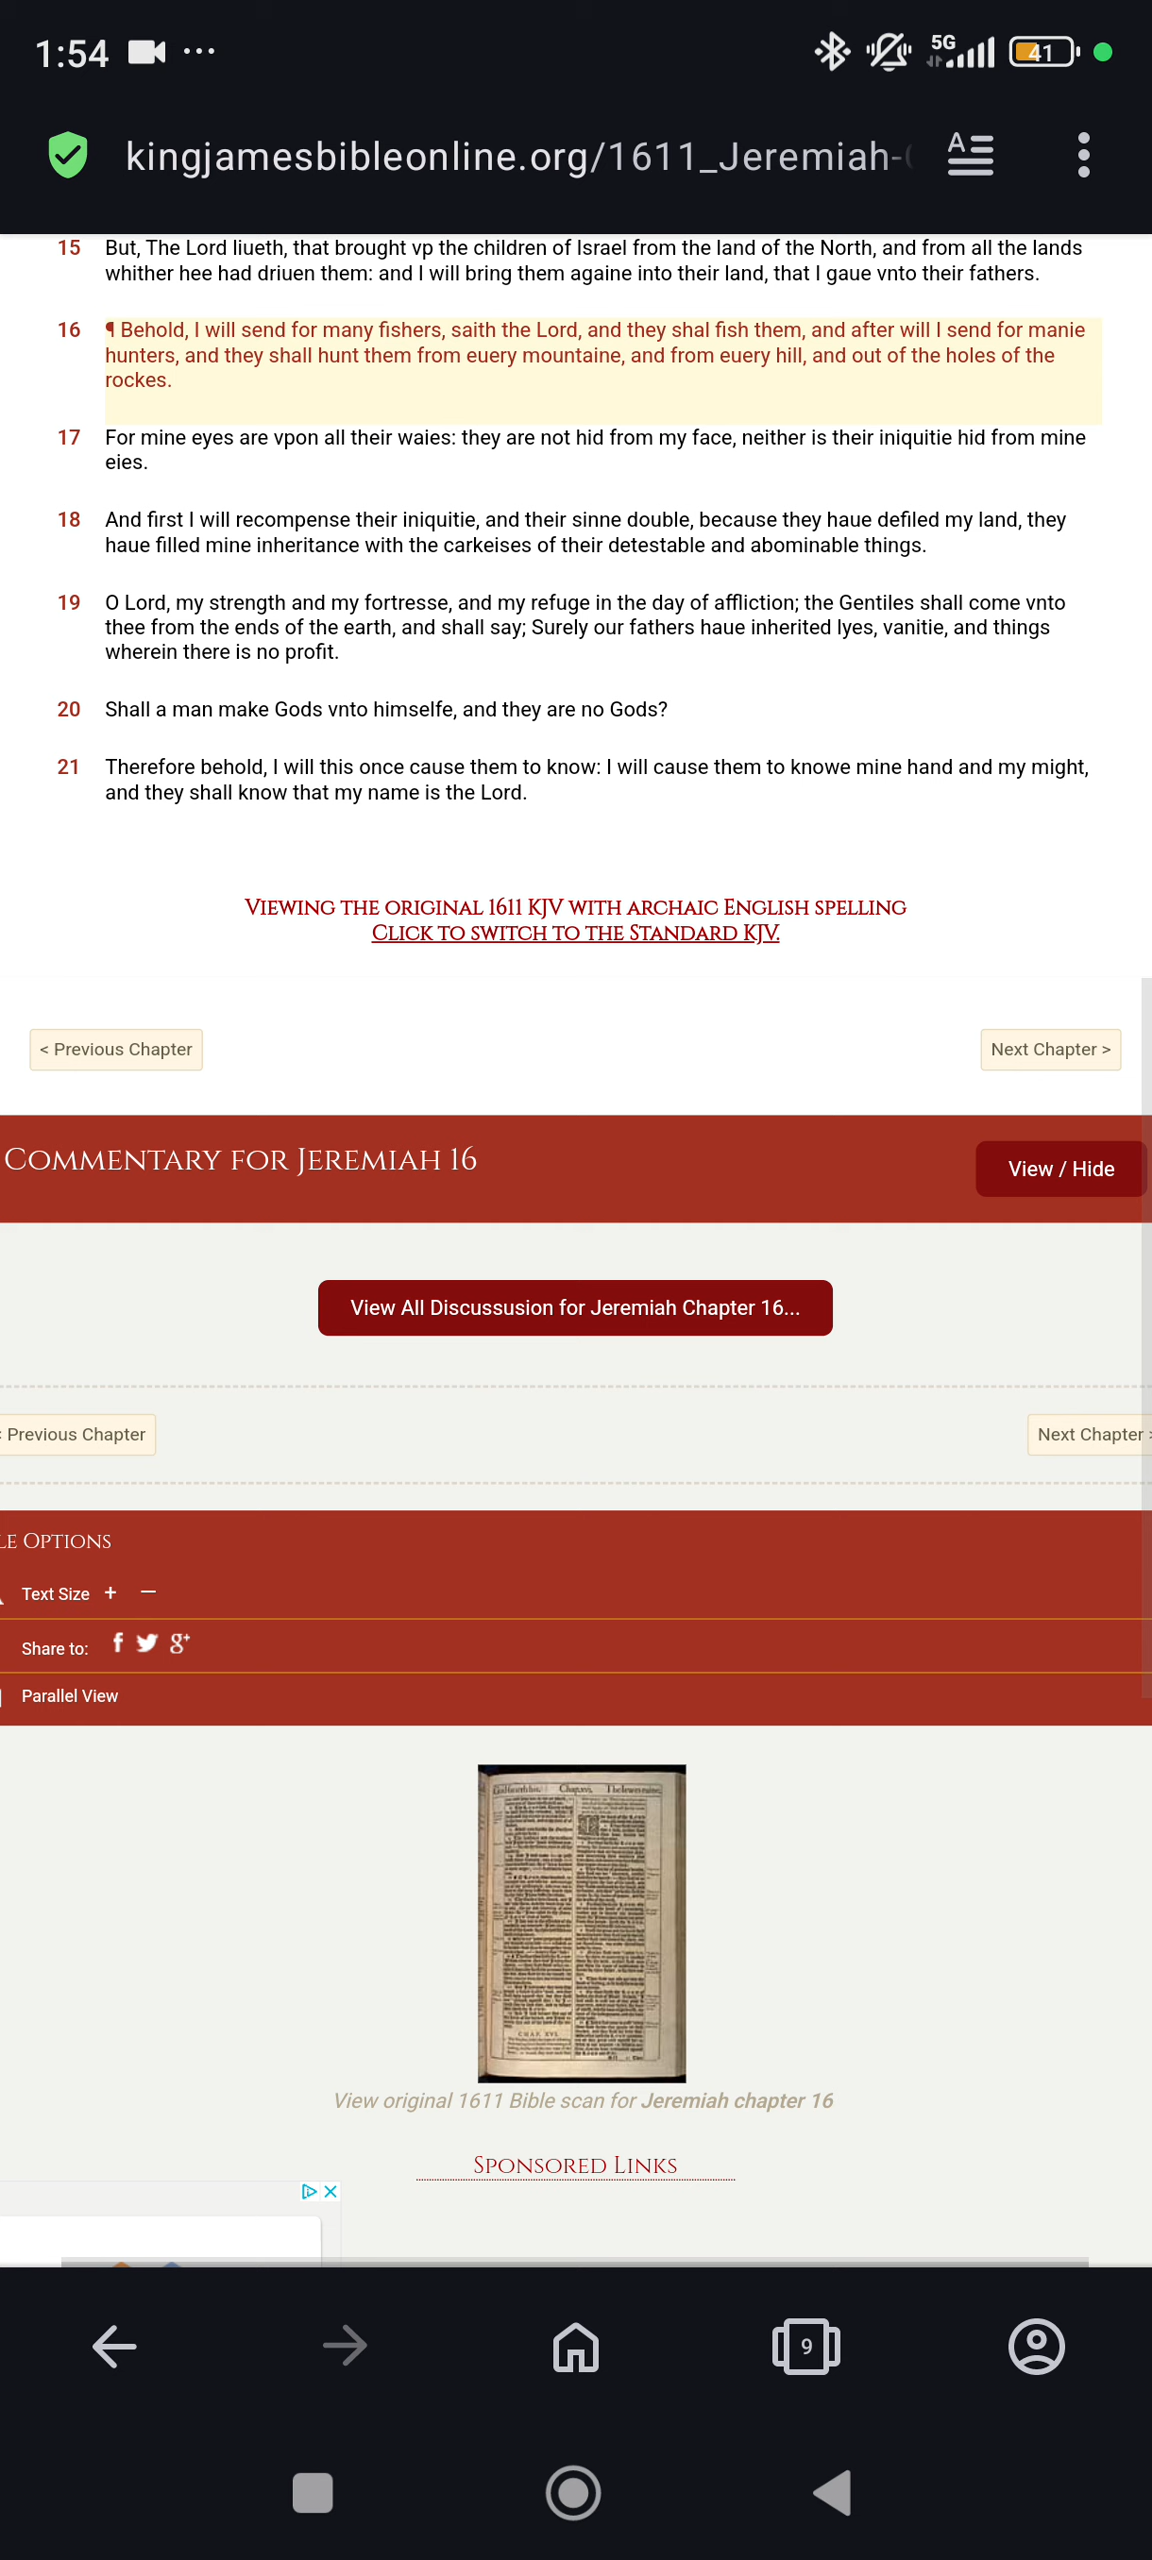 1:54 ... 5G 41
kingjamesbibleonline.org/1611_Jeremiah-
15 But, The Lord liueth, that brought vp the children of Israel from the land of the North, and from all the lands
whither hee had driuen them: and I will bring them againe into their land, that I gaue vnto their fathers.
16 ¶ Behold, I will send for many fishers, saith the Lord, and they shal fish them, and after will I send for manie
hunters, and they shall hunt them from euery mountaine, and from euery hill, and out of the holes of the
rockes.
17 For mine eyes are vpon all their waies: they are not hid from my face, neither is their iniquitie hid from mine
eies.
18 And first I will recompense their iniquitie, and their sinne double, because they haue defiled my land, they
haue filled mine inheritance with the carkeises of their detestable and abominable things.
19 O Lord, my strength and my fortresse, and my refuge in the day of affliction; the Gentiles shall come vnto
thee from the ends of the earth, and shall say; Surely our fathers haue inherited lyes, vanitie, and things
wherein there is no profit.
20 Shall a man make Gods vnto himselfe, and they are no Gods?
21 Therefore behold, I will this once cause them to know: I will cause them to knowe mine hand and my might,
and they shall know that my name is the Lord.
Viewing the original 1611 KJV with archaic English spelling
Click to switch to the Standard KJV.
< Previous Chapter Next Chapter >
Commentary for Jeremiah 16
View / Hide
View All Discussusion for Jeremiah Chapter 16...
< Previous Chapter Next Chapter >
le Options
Text Size + −
Share to: f g+
Parallel View
Chap.xvi.
CHAP. XVI.
View original 1611 Bible scan for Jeremiah chapter 16
Sponsored Links
9